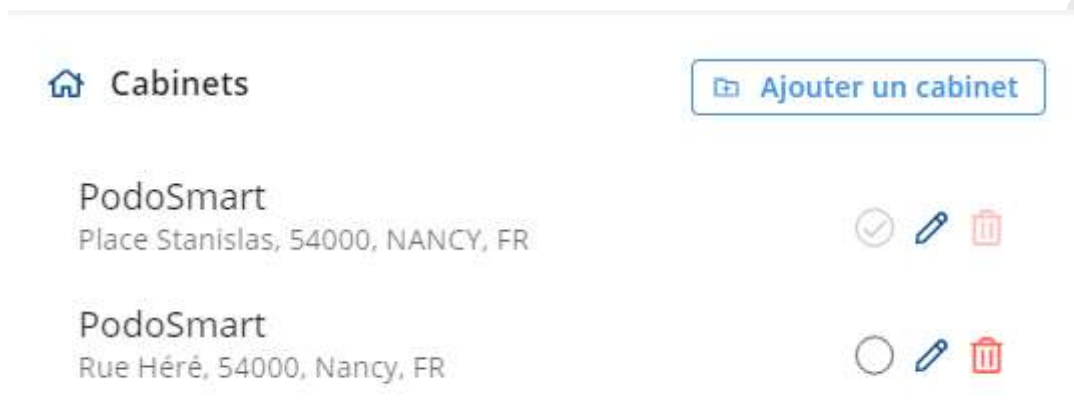 Cabinets
Ajouter un cabinet
PodoSmart
Place Stanislas, 54000, NANCY, FR
PodoSmart
Rue Héré, 54000, Nancy, FR